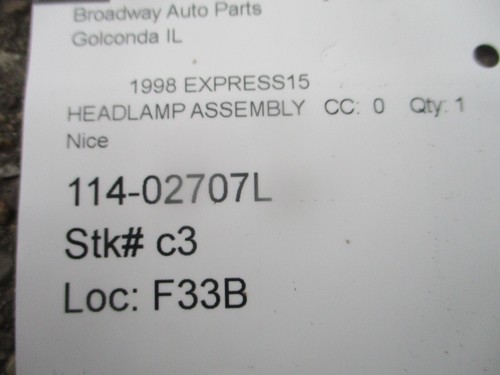 Broadway Auto Parts
Golconda IL
1998 EXPRESS15
HEADLAMP ASSEMBLY CC: 0 Qty: 1
Nice
114-02707L
Stk# c3
Loc: F33B